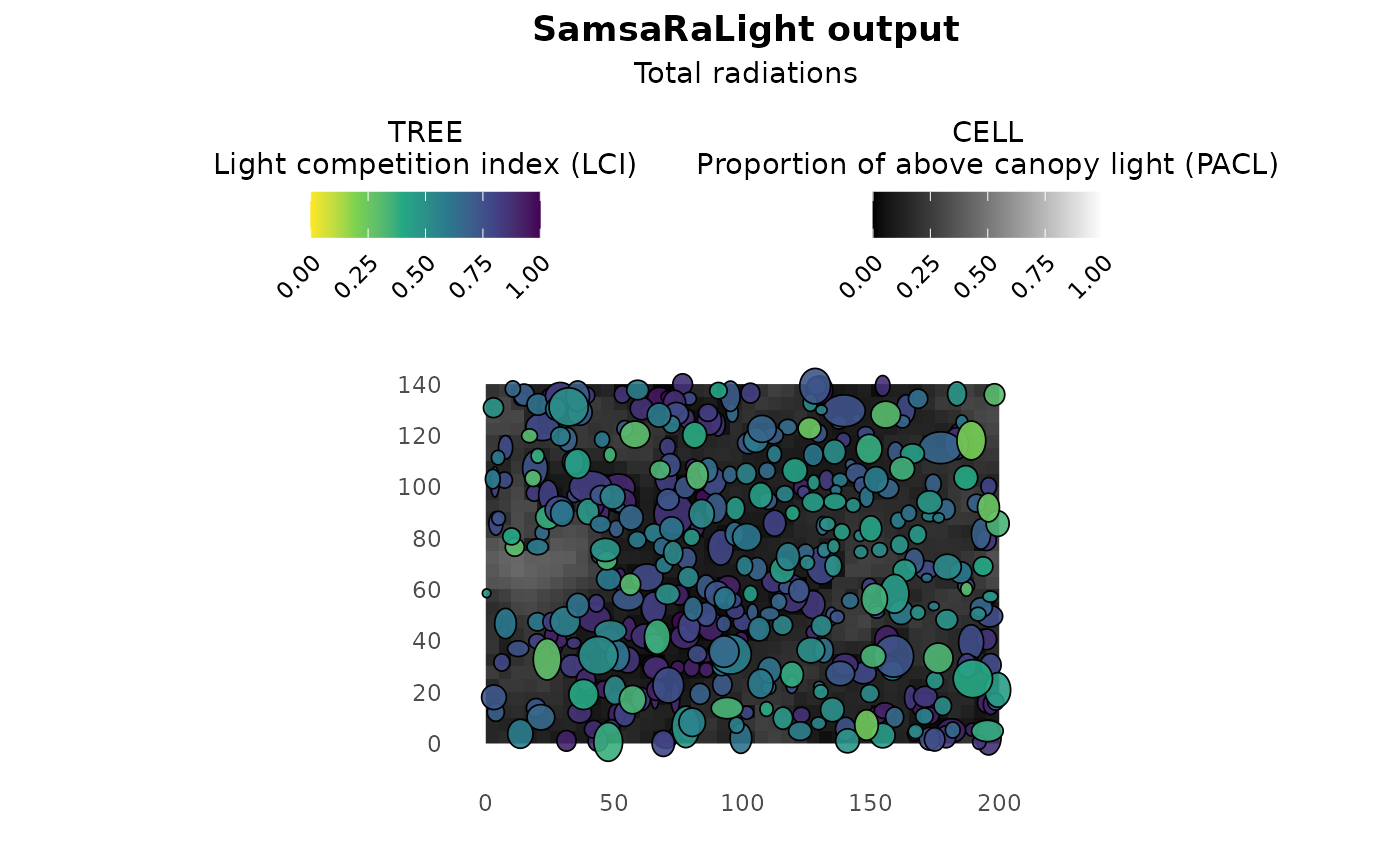 SamsaRaLight output
Total radiations
TREE
Light competition index (LCI)
0.00 0.25 0.50 0.75 1.00
CELL
Proportion of above canopy light (PACL)
0.00 0.25 0.50 0.75 1.00
140
120
100
80
60
40
20
0
0 50 100 150 200